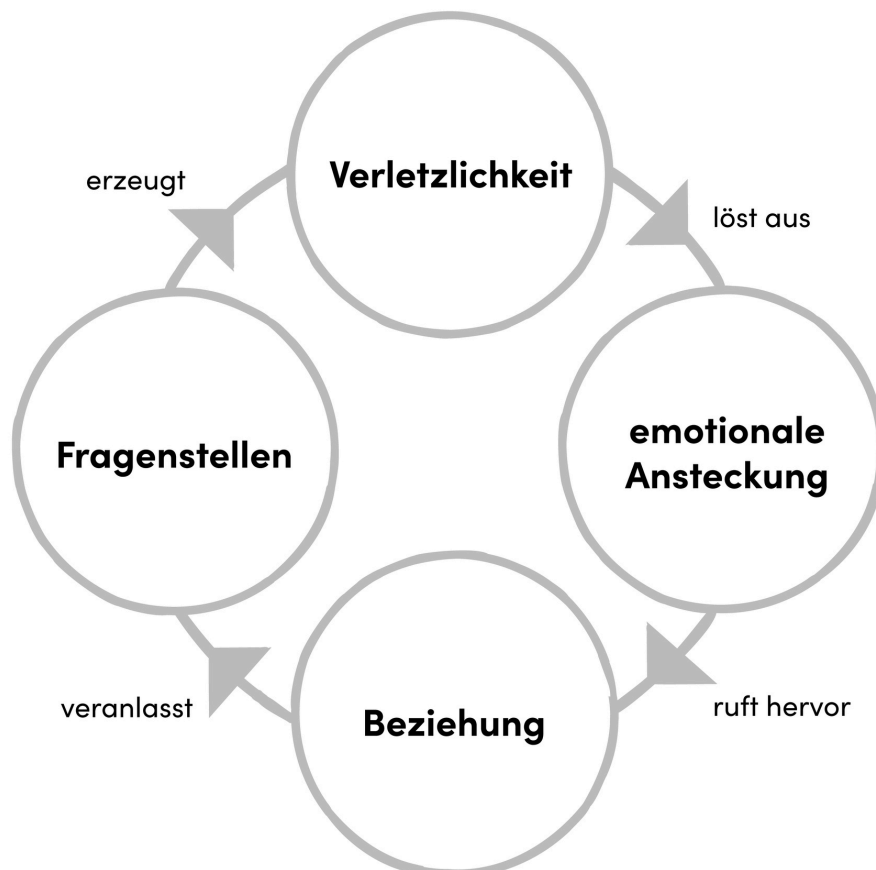 Verletzlichkeit
erzeugt
löst aus
Fragenstellen
emotionale
Ansteckung
veranlasst
ruft hervor
Beziehung